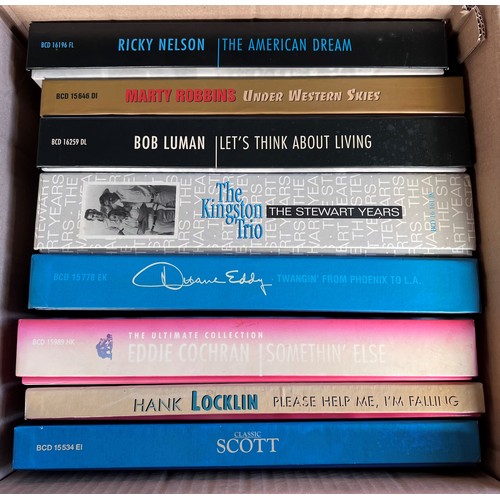 BCD 16196 FL RICKY NELSON THE AMERICAN DREAM
BCD 15646 DI MARTY ROBBINS UNDER WESTERN SKIES
BCD 16259 DL BOB LUMAN LET'S THINK ABOUT LIVING
The Kingston Trio THE STEWART YEARS
BCD 15778 EK Duane Eddy - TWANGIN' FROM PHOENIX TO L.A.
THE ULTIMATE COLLECTION
EDDIE COCHRAN SOMETHIN' ELSE
HANK LOCKLIN PLEASE HELP ME, I'M FALLING
BCD 15534 EI CLASSIC SCOTT